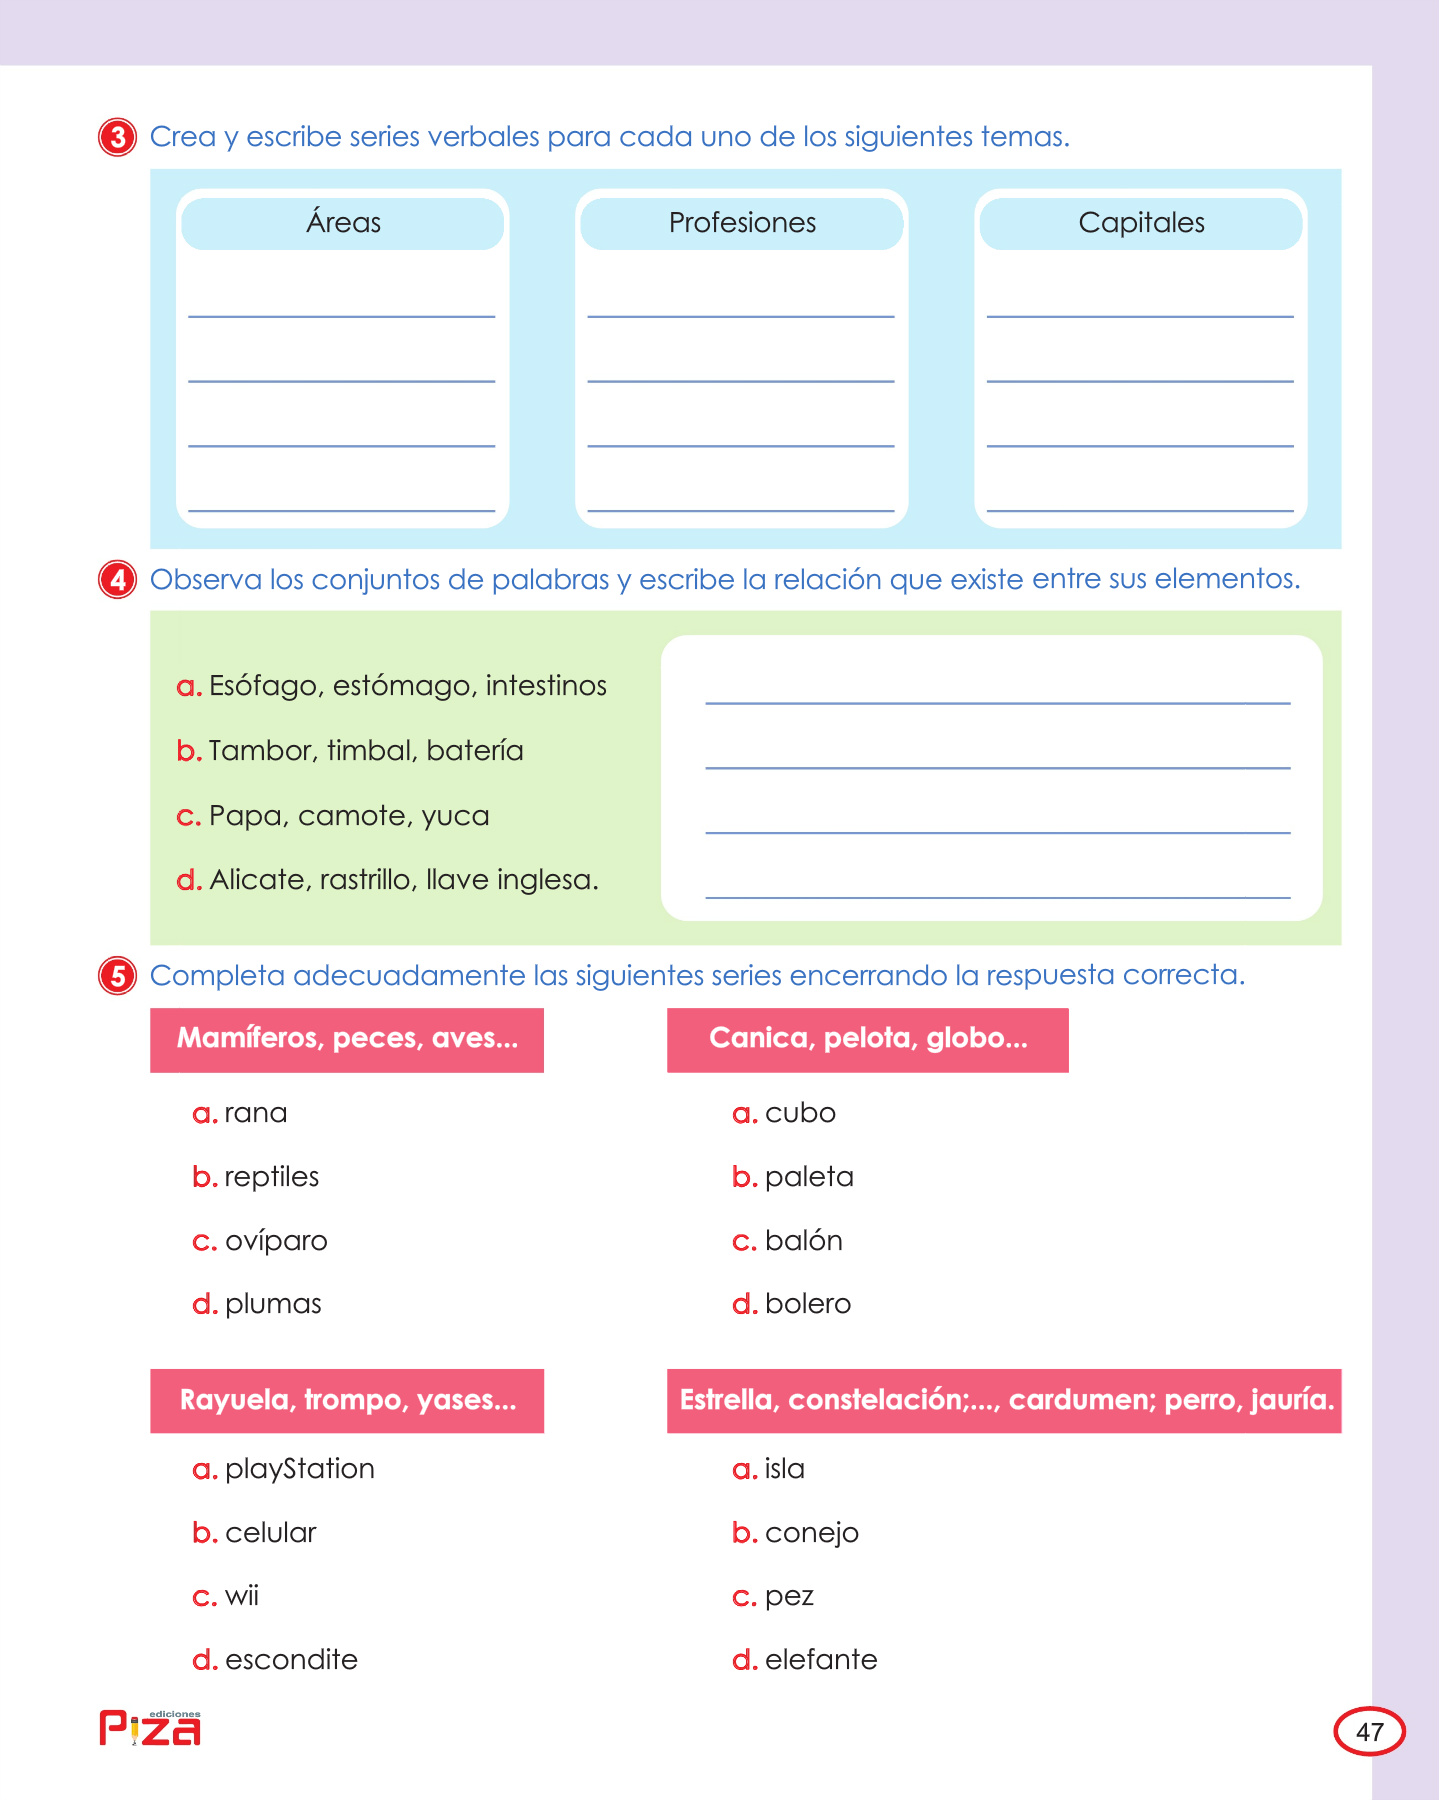 3 Crea y escribe series verbales para cada uno de los siguientes temas.
Áreas
Profesiones
Capitales
4 Observa los conjuntos de palabras y escribe la relación que existe entre sus elementos.
a. Esófago, estómago, intestinos
b. Tambor, timbal, batería
c. Papa, camote, yuca
d. Alicate, rastrillo, llave inglesa.
5 Completa adecuadamente las siguientes series encerrando la respuesta correcta.
Mamíferos, peces, aves...
a. rana
b. reptiles
c. ovíparo
d. plumas
Canica, pelota, globo...
a. cubo
b. paleta
c. balón
d. bolero
Rayuela, trompo, yases...
a. playStation
b. celular
c. wii
d. escondite
Estrella, constelación;..., cardumen; perro, jauría.
a. isla
b. conejo
c. pez
d. elefante
ediciones
Piza
47